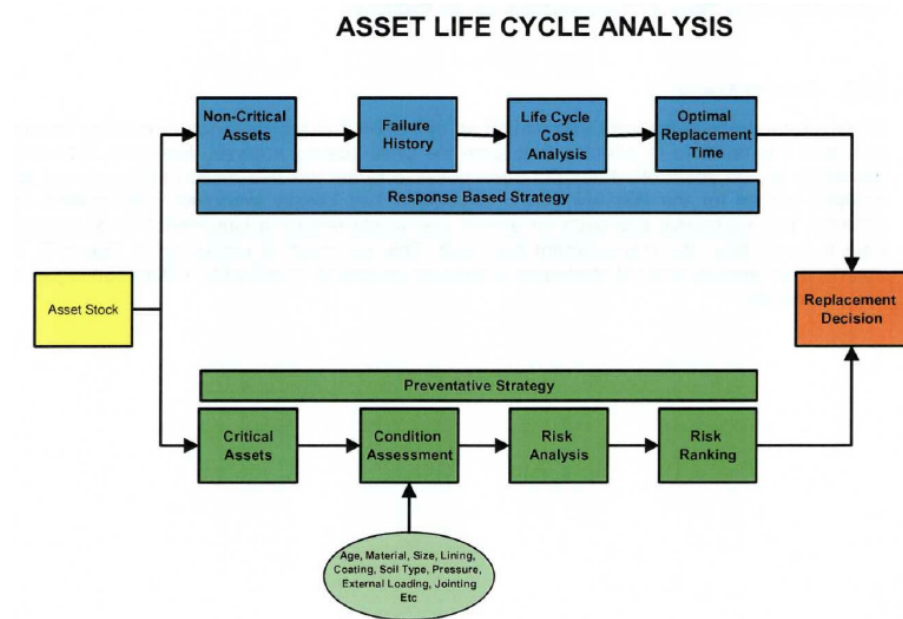 ASSET LIFE CYCLE ANALYSIS
Non-Critical
Assets
Failure
History
Life Cycle
Cost
Analysis
Optimal
Replacement
Time
Response Based Strategy
Asset Stock
Replacement
Decision
Preventative Strategy
Critical
Assets
Condition
Assessment
Risk
Analysis
Risk
Ranking
Age, Material, Size, Lining,
Coating, Soil Type, Pressure,
External Loading, Jointing
Etc